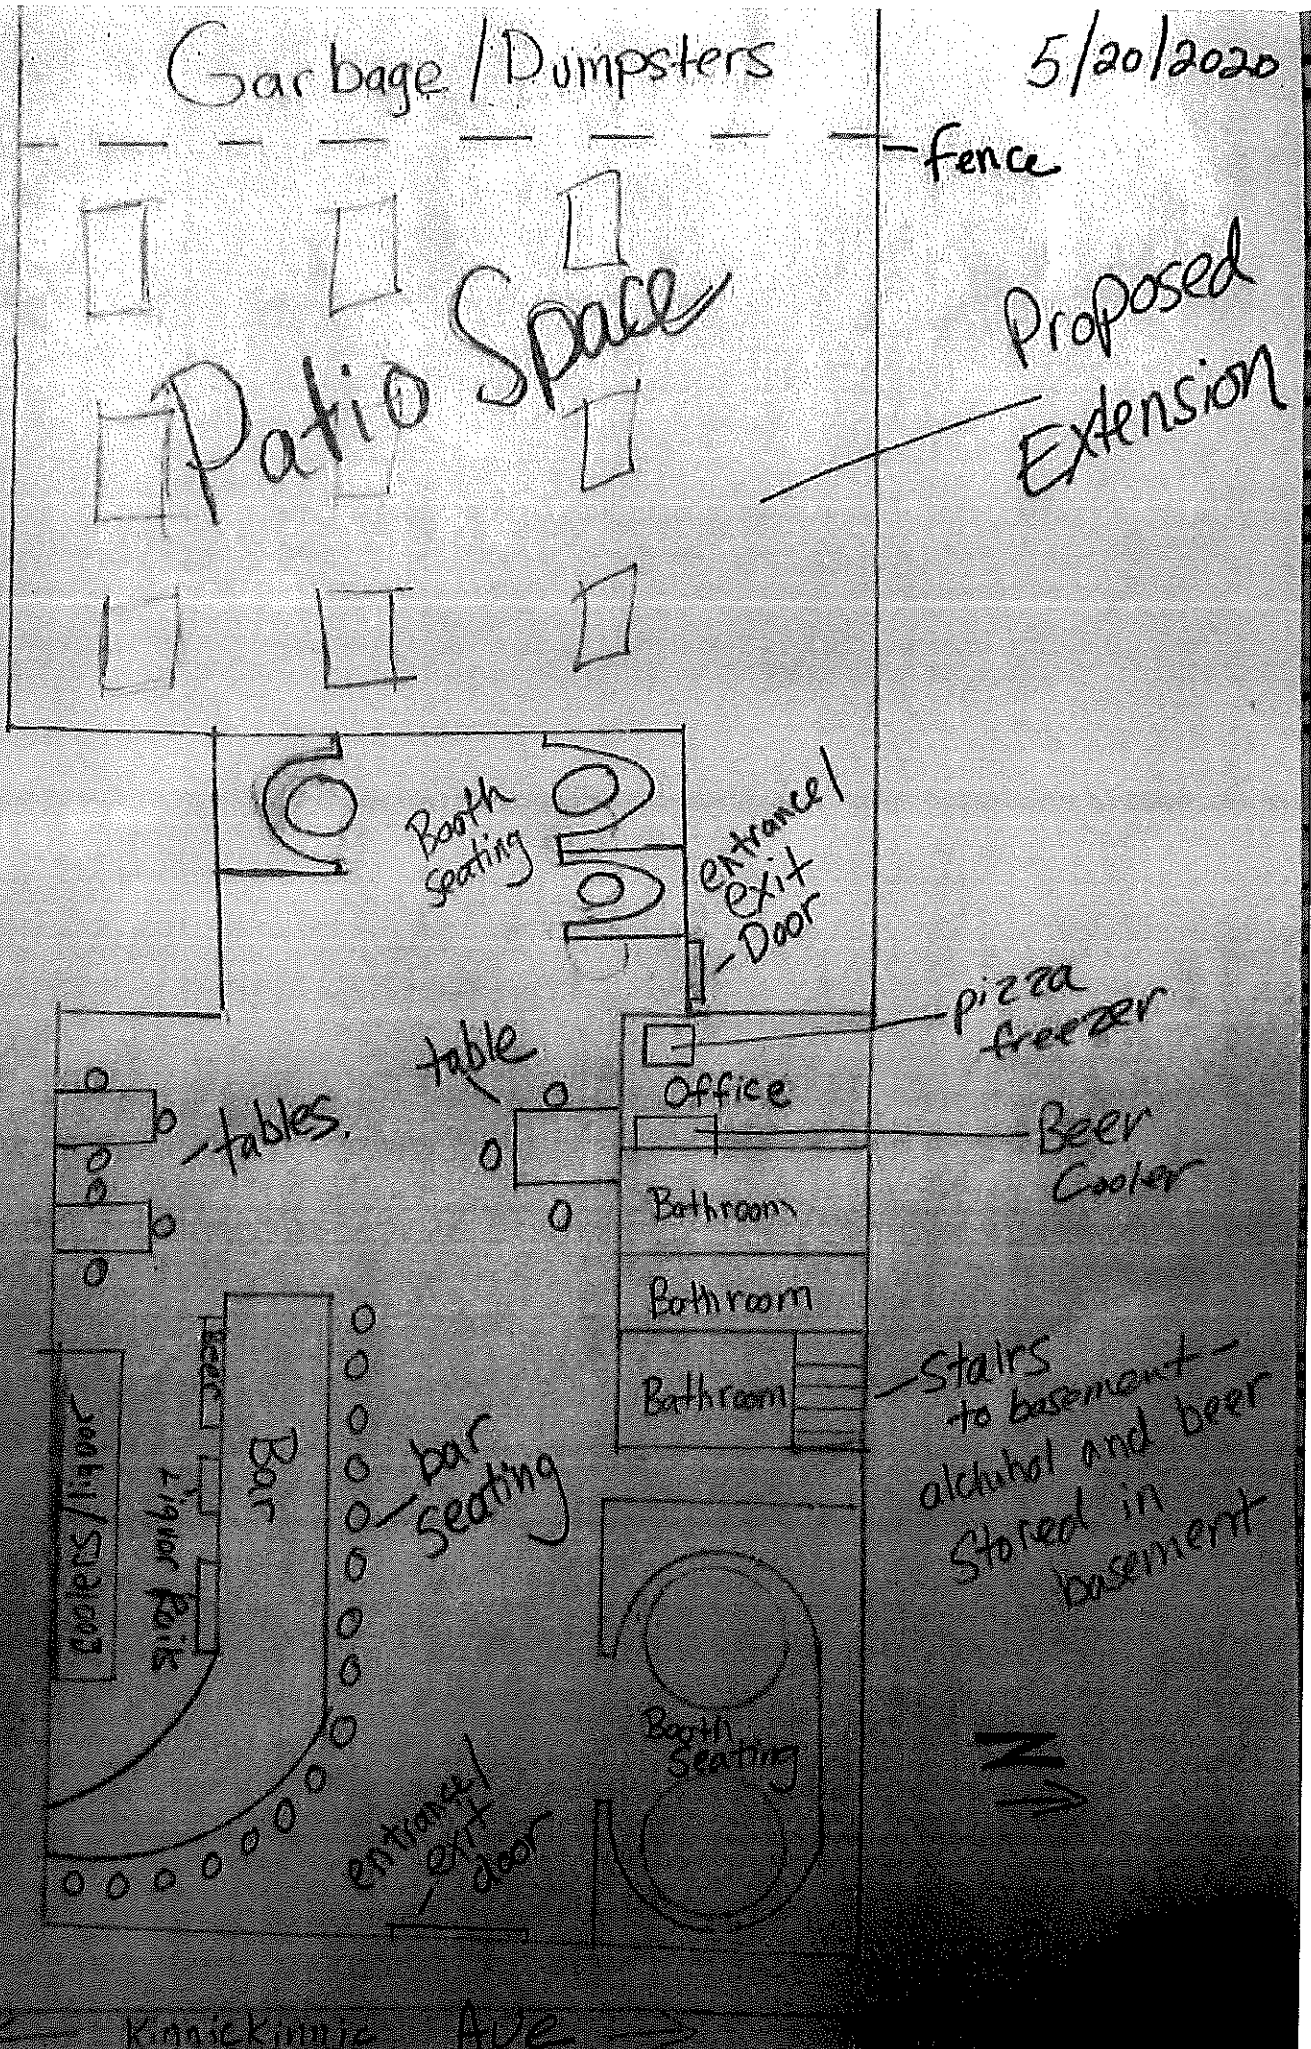 Garbage/Dumpsters
5/20/2020
- fence
Patio Space
Proposed
Extension
Booth
seating
entrance/
exit
Door
pizza
freezer
table
Office
tables.
Beer
Cooler
Bathroom
Bathroom
Bathroom
Stairs
to basement -
alchuhol and beer
Stored in
basement
Beer
Bar
bar
seating
Liquor Rails
coolers/liquor
Booth
Seating
N
entrance/
exit
door
Kinnickinnic Ave